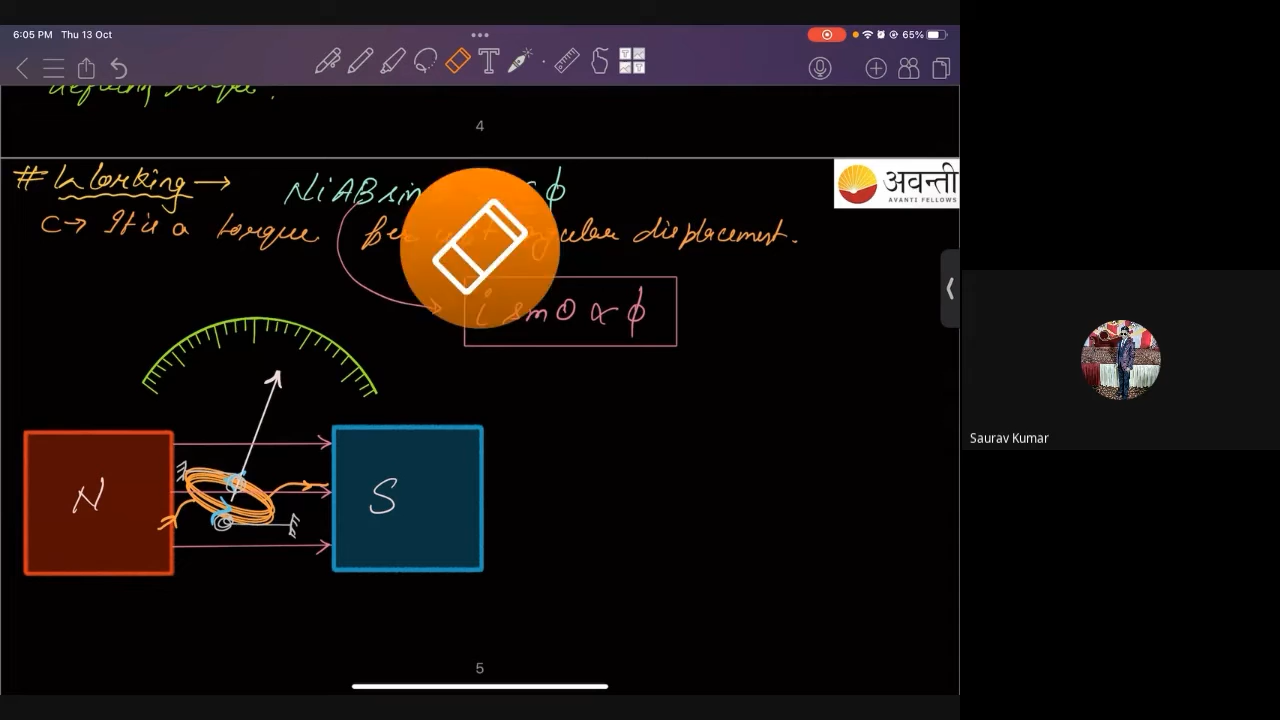 6:05 PM Thu 13 Oct
65%
4
# Working →
NiABsin ϕ
अवन्ती
AVANTI FELLOWS
C → It is a torque displacement.
i sinθ ∝ ϕ
N
S
Saurav Kumar
5